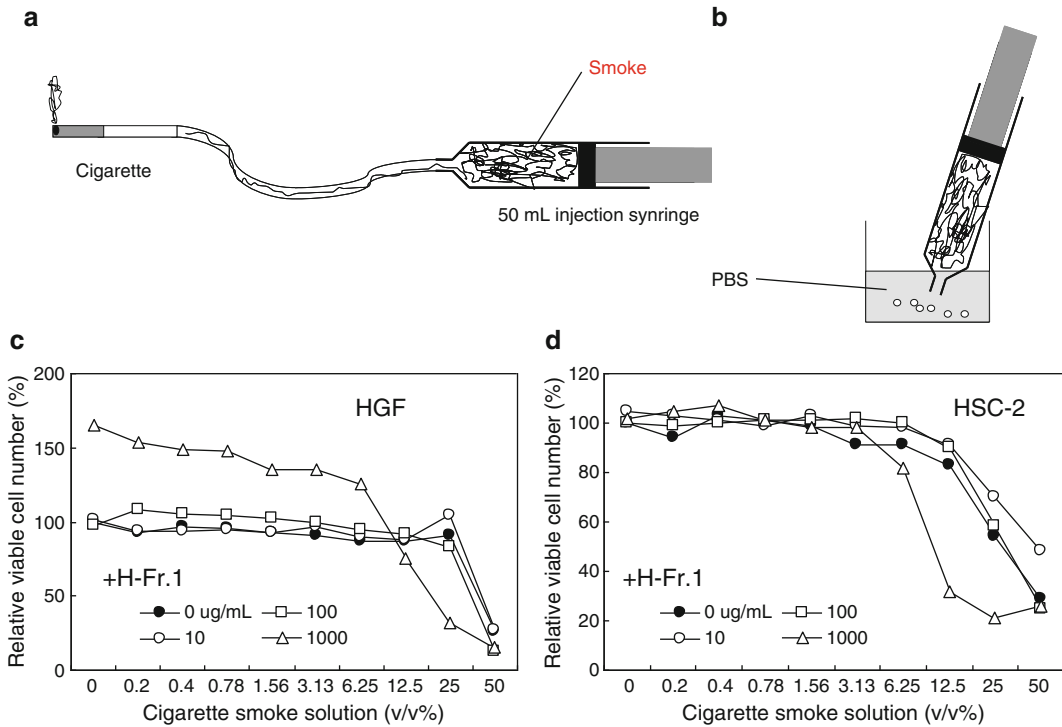 a
Smoke
Cigarette
50 mL injection synringe
b
PBS
c
Relative viable cell number (%)
200
150
100
50
0
HGF
+H-Fr.1
0 ug/mL
100
10
1000
0 0.2 0.4 0.78 1.56 3.13 6.25 12.5 25 50
Cigarette smoke solution (v/v%)
d
Relative viable cell number (%)
120
100
80
60
40
20
0
HSC-2
+H-Fr.1
0 ug/mL
100
10
1000
0 0.2 0.4 0.78 1.56 3.13 6.25 12.5 25 50
Cigarette smoke solution (v/v%)